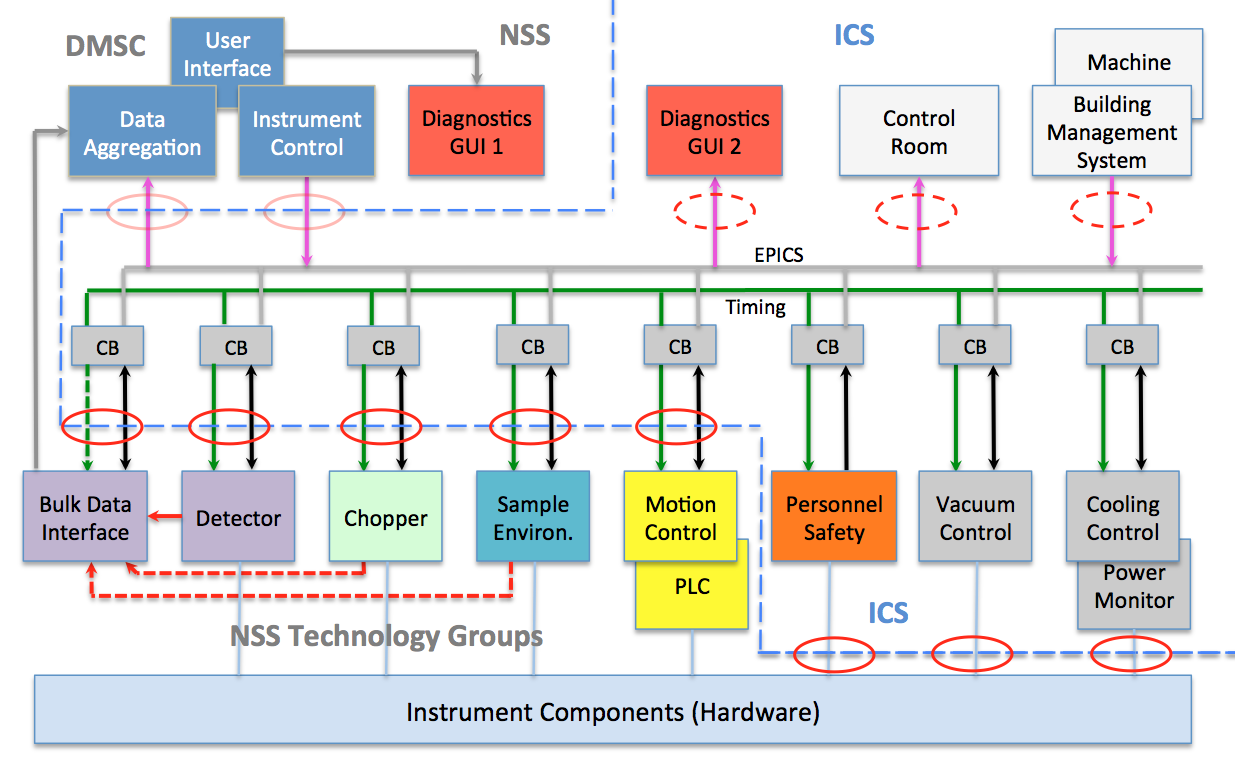 DMSC
NSS
ICS
User
Interface
Data
Aggregation
Instrument
Control
Diagnostics
GUI 1
Diagnostics
GUI 2
Control
Room
Machine
Building
Management
System
EPICS
Timing
CB
CB
CB
CB
CB
CB
CB
CB
Bulk Data
Interface
Detector
Chopper
Sample
Environ.
Motion
Control
PLC
Personnel
Safety
Vacuum
Control
Cooling
Control
Power
Monitor
NSS Technology Groups
ICS
Instrument Components (Hardware)